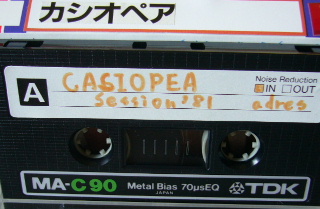 カシオペア
A CASIOPEA
Noise Reduction
Session '81 adres
IN OUT
MA-C90 Metal Bias 70μsEQ TDK
JAPAN